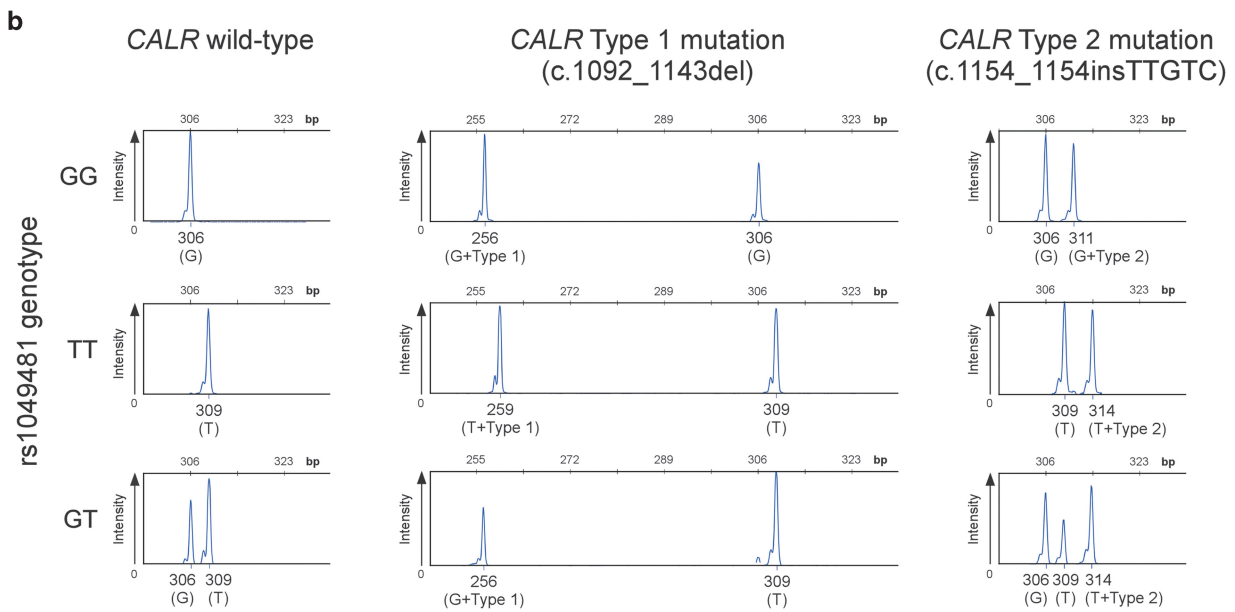 b
CALR wild-type
CALR Type 1 mutation
(c.1092_1143del)
CALR Type 2 mutation
(c.1154_1154insTTGTC)
rs1049481 genotype
GG
Intensity
0
306 323 bp
306
(G)
Intensity
0
255 272 289 306 323 bp
256 306
(G+Type 1) (G)
Intensity
0
306 323 bp
306 311
(G) (G+Type 2)
TT
Intensity
0
306 323 bp
309
(T)
Intensity
0
255 272 289 306 323 bp
259 309
(T+Type 1) (T)
Intensity
0
306 323 bp
309 314
(T) (T+Type 2)
GT
Intensity
0
306 323 bp
306 309
(G) (T)
Intensity
0
255 272 289 306 323 bp
256 309
(G+Type 1) (T)
Intensity
0
306 323 bp
306 309 314
(G) (T) (T+Type 2)